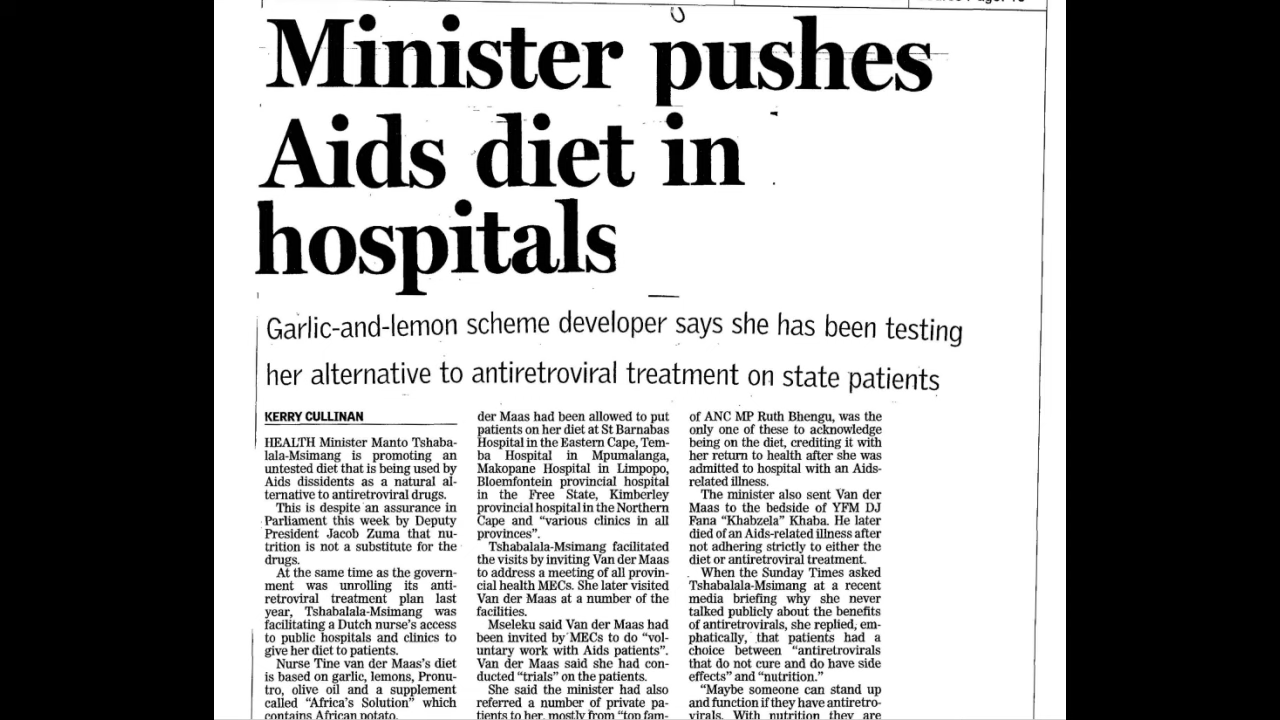 Minister pushes
Aids diet in
hospitals
Garlic-and-lemon scheme developer says she has been testing
her alternative to antiretroviral treatment on state patients
KERRY CULLINAN
HEALTH Minister Manto Tshaba-
lala-Msimang is promoting an
untested diet that is being used by
Aids dissidents as a natural al-
ternative to antiretroviral drugs.
This is despite an assurance in
Parliament this week by Deputy
President Jacob Zuma that nu-
trition is not a substitute for the
drugs.
At the same time as the govern-
ment was unrolling its anti-
retroviral treatment plan last
year, Tshabalala-Msimang was
facilitating a Dutch nurse's access
to public hospitals and clinics to
give her diet to patients.
Nurse Tine van der Maas's diet
is based on garlic, lemons, Pronu-
tro, olive oil and a supplement
called "Africa's Solution" which
contains African potato.
der Maas had been allowed to put
patients on her diet at St Barnabas
Hospital in the Eastern Cape, Tem-
ba Hospital in Mpumalanga,
Makopane Hospital in Limpopo,
Bloemfontein provincial hospital
in the Free State, Kimberley
provincial hospital in the Northern
Cape and "various clinics in all
provinces".
Tshabalala-Msimang facilitated
the visits by inviting Van der Maas
to address a meeting of all provin-
cial health MECs. She later visited
Van der Maas at a number of the
facilities.
Mseleku said Van der Maas had
been invited by MECs to do "vol-
untary work with Aids patients".
Van der Maas said she had con-
ducted "trials" on the patients.
She said the minister had also
referred a number of private pa-
tients to her, mostly from "top fam-
of ANC MP Ruth Bhengu, was the
only one of these to acknowledge
being on the diet, crediting it with
her return to health after she was
admitted to hospital with an Aids-
related illness.
The minister also sent Van der
Maas to the bedside of YFM DJ
Fana "Khabzela" Khaba. He later
died of an Aids-related illness after
not adhering strictly to either the
diet or antiretroviral treatment.
When the Sunday Times asked
Tshabalala-Msimang at a recent
media briefing why she never
talked publicly about the benefits
of antiretrovirals, she replied, em-
phatically, that patients had a
choice between "antiretrovirals
that do not cure and do have side
effects" and "nutrition."
"Maybe someone can stand up
and function if they have antiretro-
virals. With nutrition they are